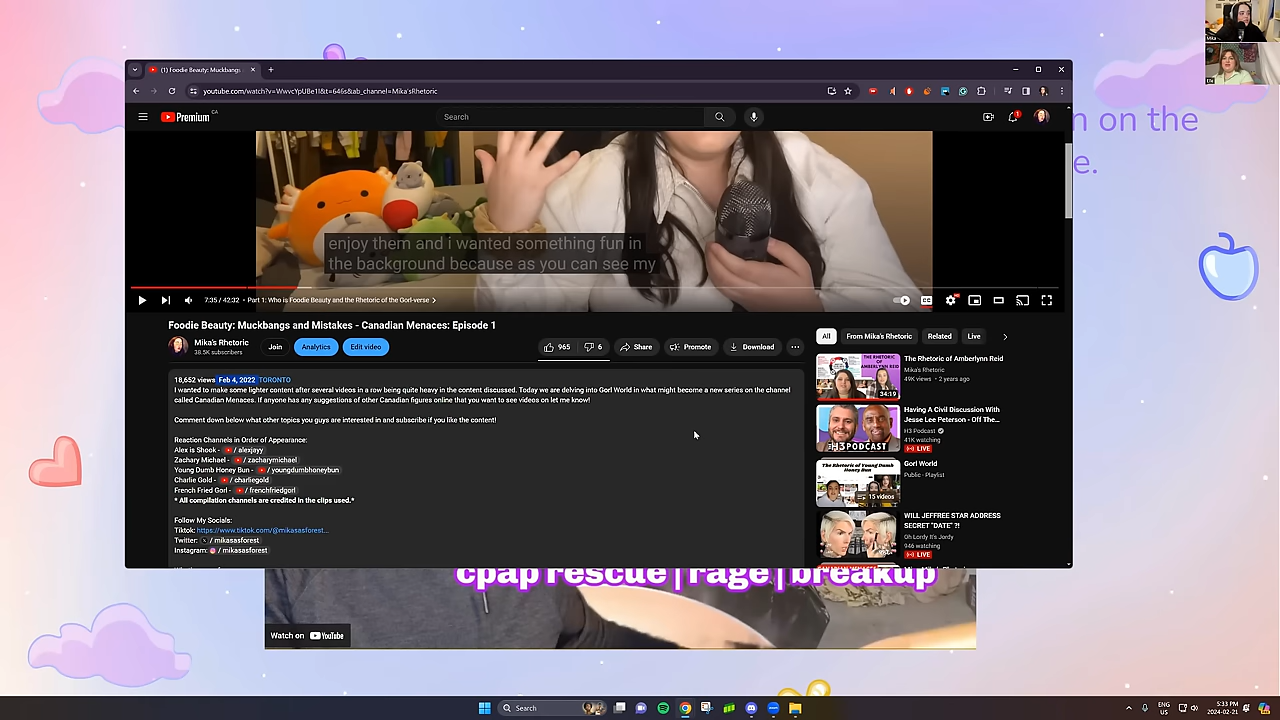 (1) Foodie Beauty: Muckbangs
youtube.com/watch?v=WwvcYpUBe1I&t=646s&ab_channel=Mika'sRhetoric
Premium CA
Search
n on the
e.
enjoy them and i wanted something fun in
the background because as you can see my
7:35 / 42:32 • Part 1: Who is Foodie Beauty and the Rhetoric of the Gorl-verse
Foodie Beauty: Muckbangs and Mistakes - Canadian Menaces: Episode 1
Mika's Rhetoric
38.5K subscribers
Join
Analytics
Edit video
965
6
Share
Promote
Download
18,652 views Feb 4, 2022 TORONTO
I wanted to make some lighter content after several videos in a row being quite heavy in the content discussed. Today we are delving into Gorl World in what might become a new series on the channel
called Canadian Menaces. If anyone has any suggestions of other Canadian figures online that you want to see videos on let me know!
Comment down below what other topics you guys are interested in and subscribe if you like the content!
Reaction Channels in Order of Appearance:
Alex is Shook - / alexjayy
Zachary Michael - / zacharymichael
Young Dumb Honey Bun - / youngdumbhoneybun
Charlie Gold - / charliegold
French Fried Gorl - / frenchfriedgorl
* All compilation channels are credited in the clips used.*
Follow My Socials:
Tiktok: https://www.tiktok.com/@mikasasforest...
Twitter: / mikasasforest
Instagram: / mikasasforest
All
From Mika's Rhetoric
Related
Live
The Rhetoric of Amberlynn Reid
Mika's Rhetoric
49K views • 2 years ago
34:19
Having A Civil Discussion With
Jesse Lee Peterson - Off The...
H3 Podcast
41K watching
LIVE
H3PODCAST
Gorl World
Public • Playlist
The Rhetoric of Young Dumb
Honey Bun
15 videos
WILL JEFFREE STAR ADDRESS
SECRET "DATE" ?!
Oh Lordy It's Jordy
946 watching
LIVE
cpap rescue | rage | breakup
Watch on YouTube
Search
ENG
US
5:33 PM
2024-02-21